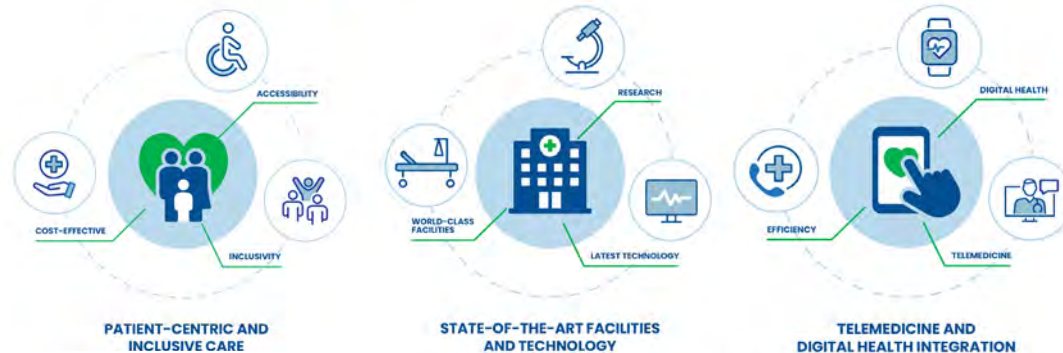 ACCESSIBILITY
COST-EFFECTIVE
INCLUSIVITY
PATIENT-CENTRIC AND
INCLUSIVE CARE
RESEARCH
WORLD-CLASS
FACILITIES
LATEST TECHNOLOGY
STATE-OF-THE-ART FACILITIES
AND TECHNOLOGY
DIGITAL HEALTH
EFFICIENCY
TELEMEDICINE
TELEMEDICINE AND
DIGITAL HEALTH INTEGRATION